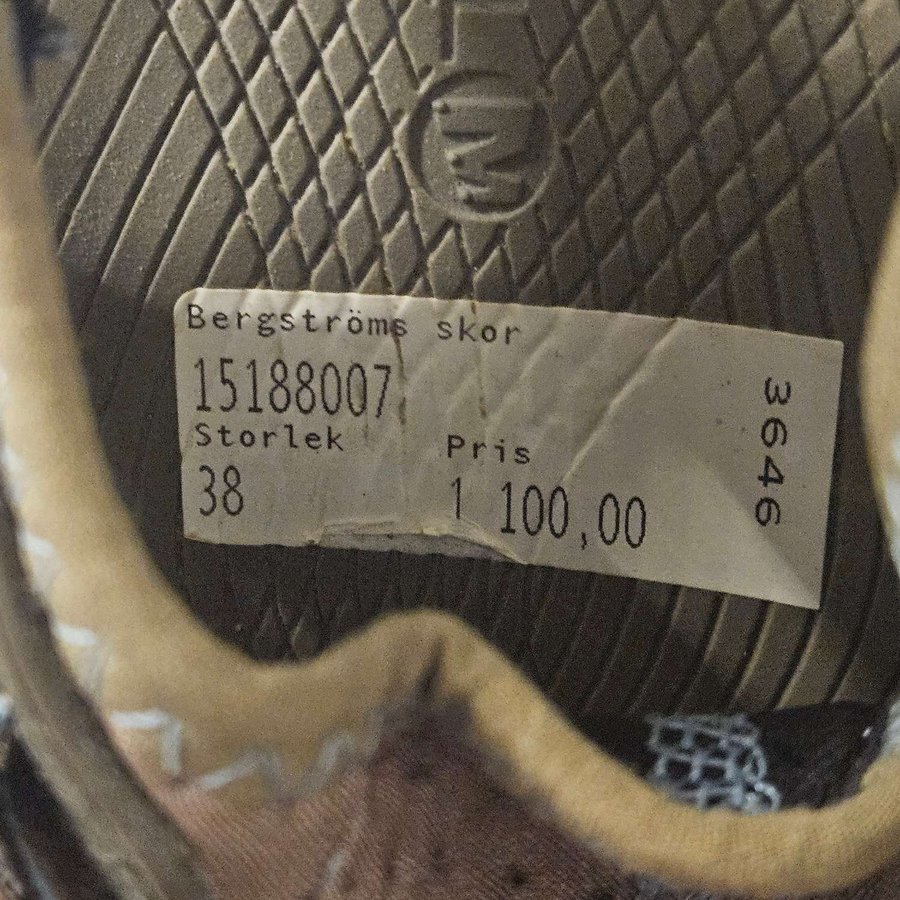 Bergströms skor
15188007
Storlek Pris
38 1 100,00
3646